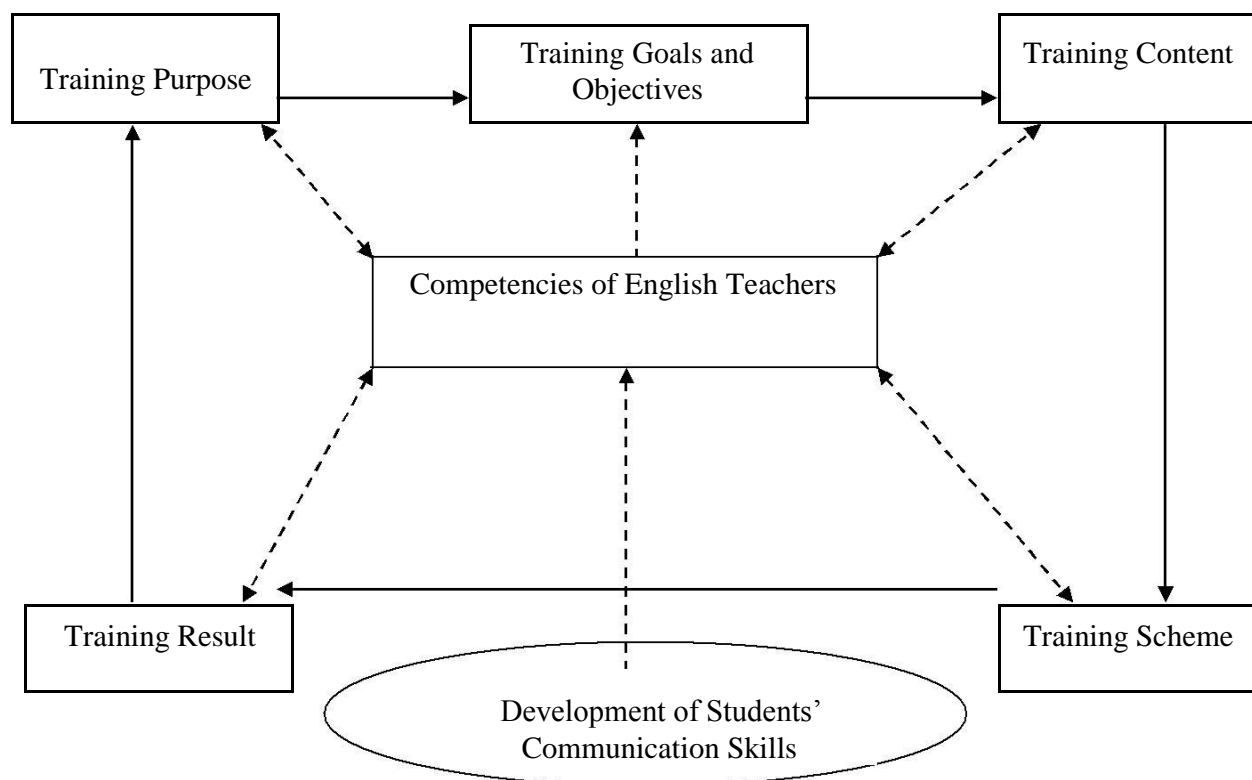 Training Purpose
Training Goals and
Objectives
Training Content
Competencies of English Teachers
Training Result
Training Scheme
Development of Students’
Communication Skills